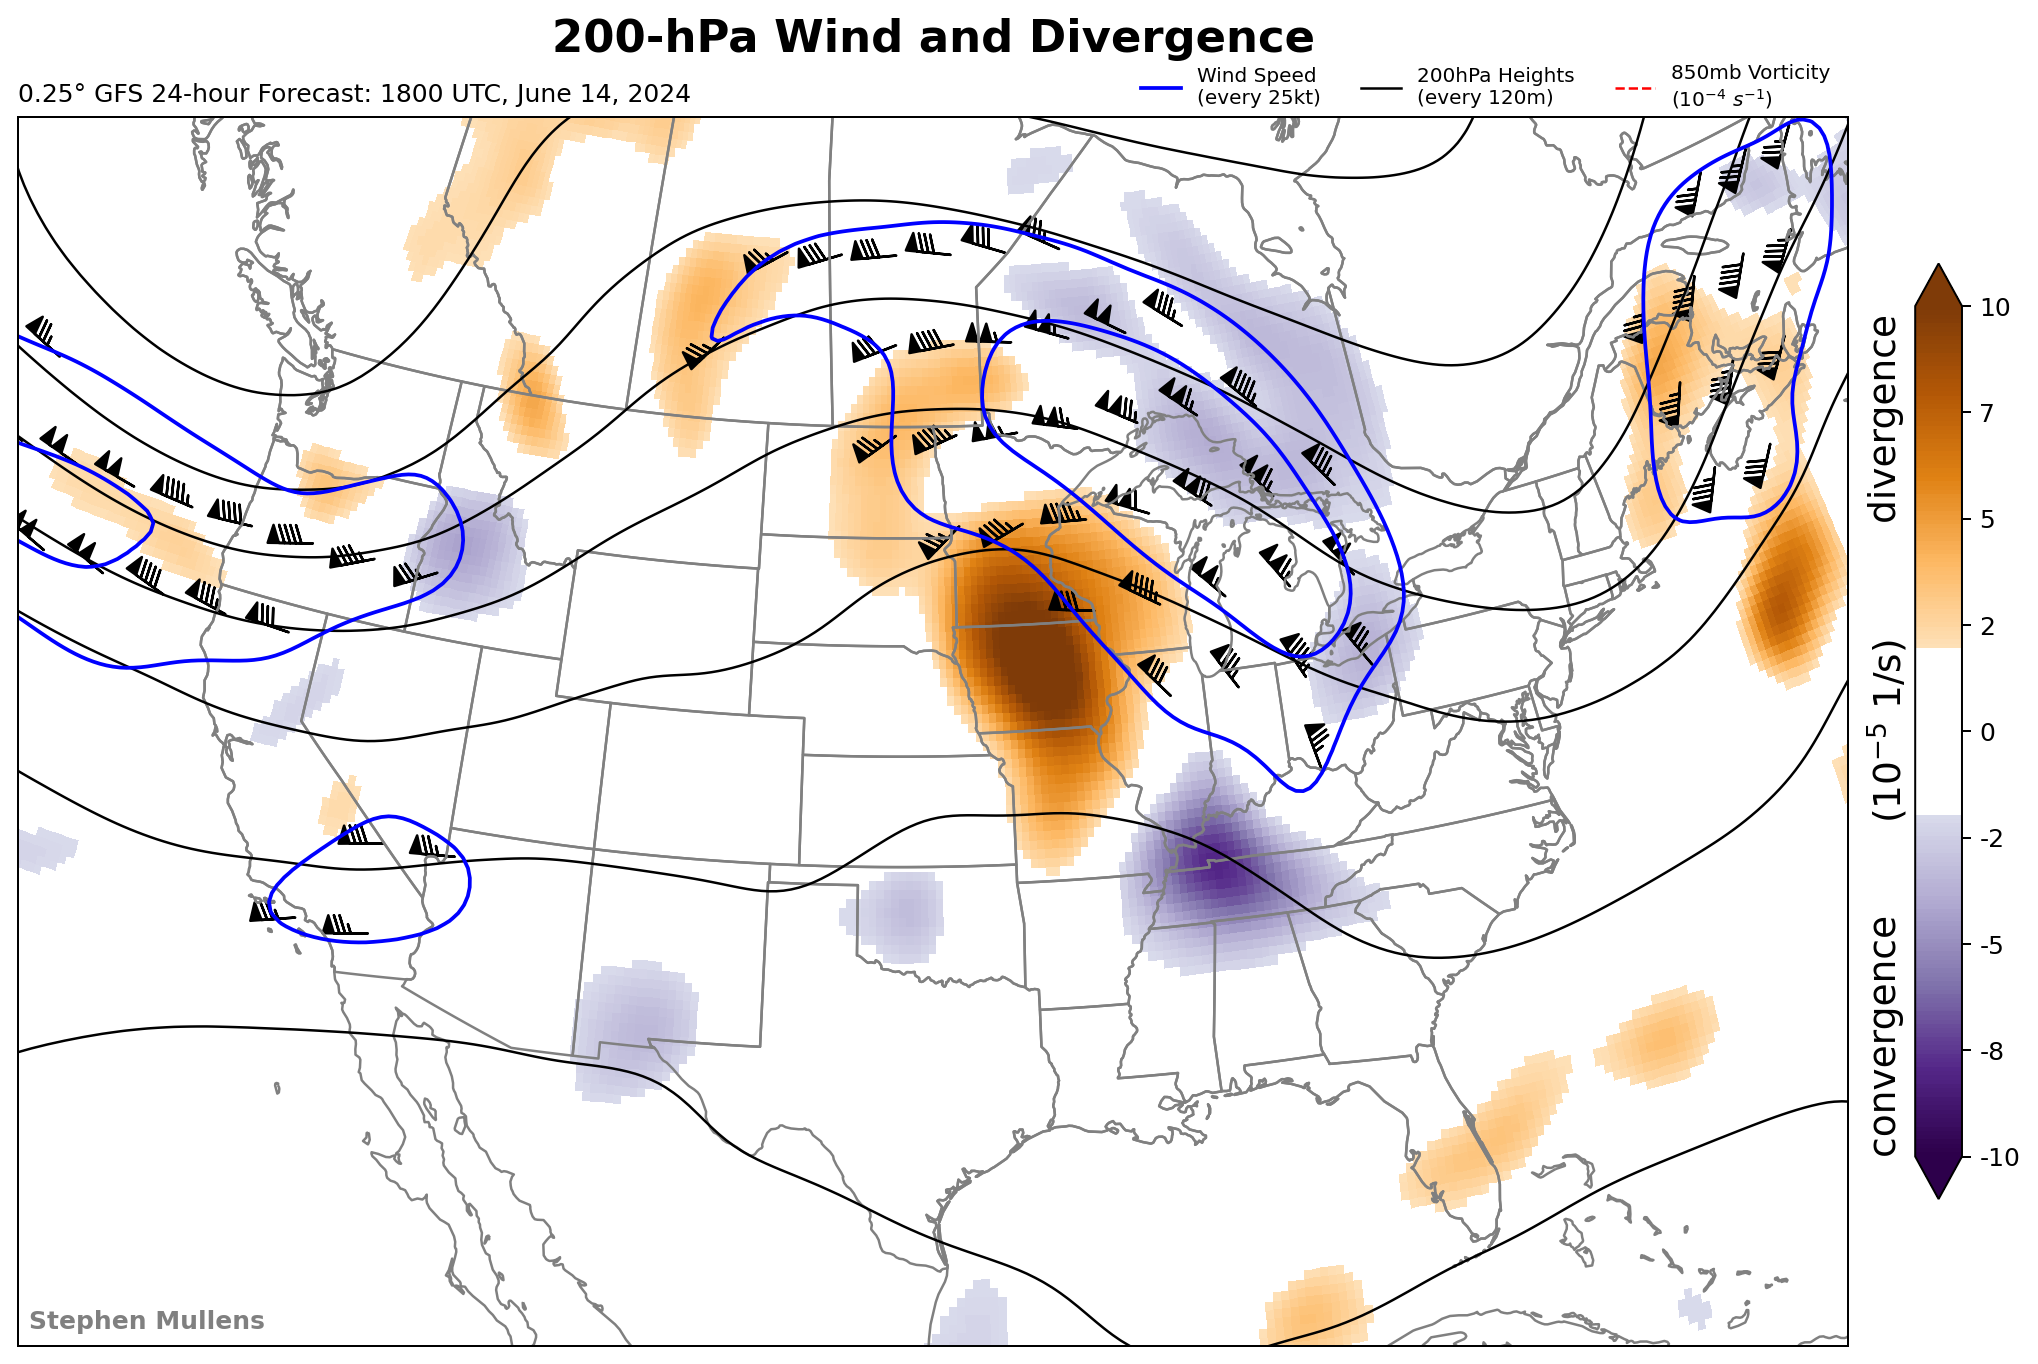 200-hPa Wind and Divergence
0.25° GFS 24-hour Forecast: 1800 UTC, June 14, 2024
Wind Speed
(every 25kt)
200hPa Heights
(every 120m)
850mb Vorticity
(10⁻⁴ s⁻¹)
10
7
5
2
0
-2
-5
-8
-10
convergence (10⁻⁵ 1/s) divergence
Stephen Mullens